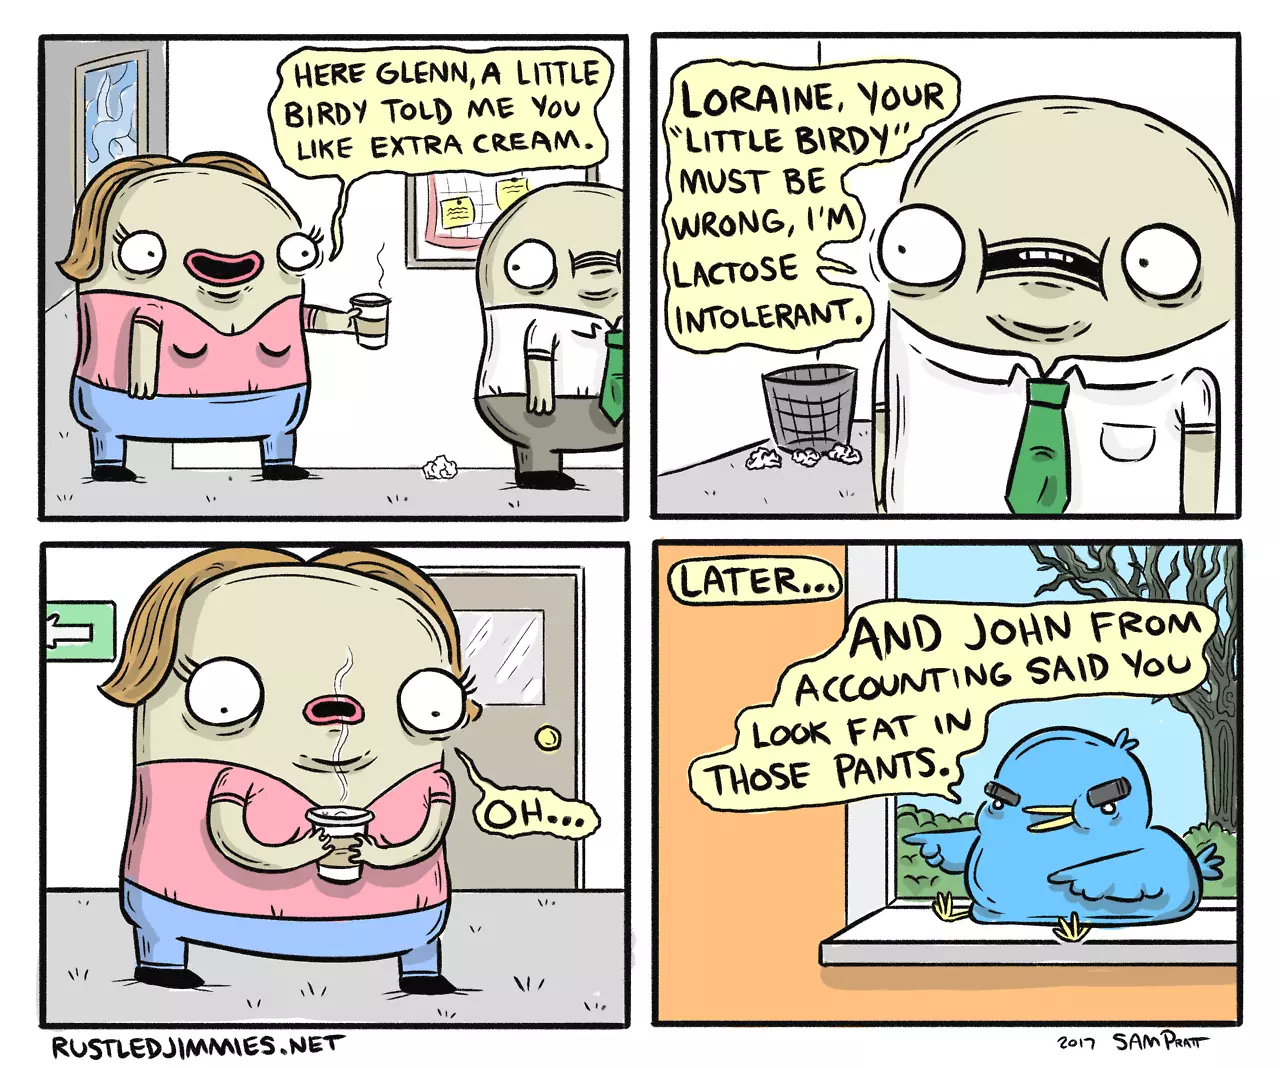 HERE GLENN, A LITTLE
BIRDY TOLD ME YOU
LIKE EXTRA CREAM.
LORAINE, YOUR
"LITTLE BIRDY"
MUST BE
WRONG, I'M
LACTOSE
INTOLERANT.
OH...
LATER...
AND JOHN FROM
ACCOUNTING SAID YOU
LOOK FAT IN
THOSE PANTS.
RUSTLEDJIMMIES.NET
2017 SAM PRATT